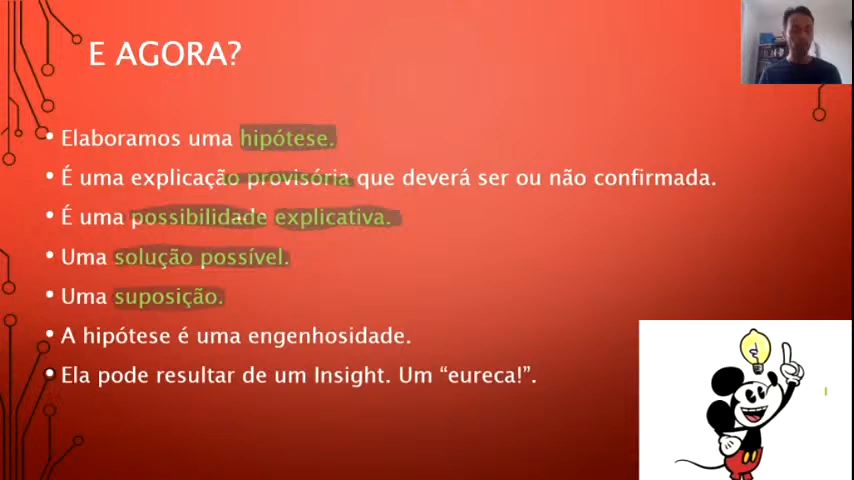 E AGORA?
• Elaboramos uma hipótese.
• É uma explicação provisória que deverá ser ou não confirmada.
• É uma possibilidade explicativa.
• Uma solução possível.
• Uma suposição.
• A hipótese é uma engenhosidade.
• Ela pode resultar de um Insight. Um “eureca!”.